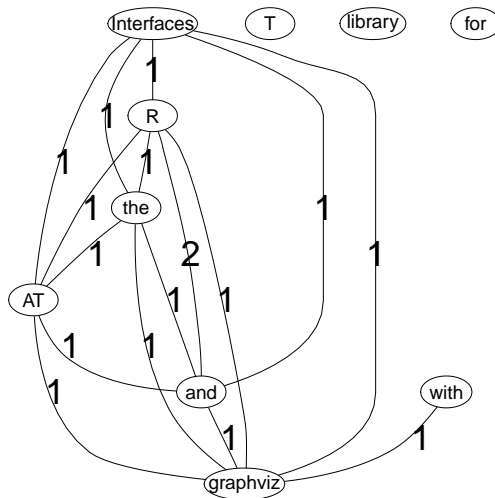 Interfaces T library for
1
R
1 1
the
1 1
1 2 1 1
AT
1 1
1 1
1 and with
1 1
graphviz